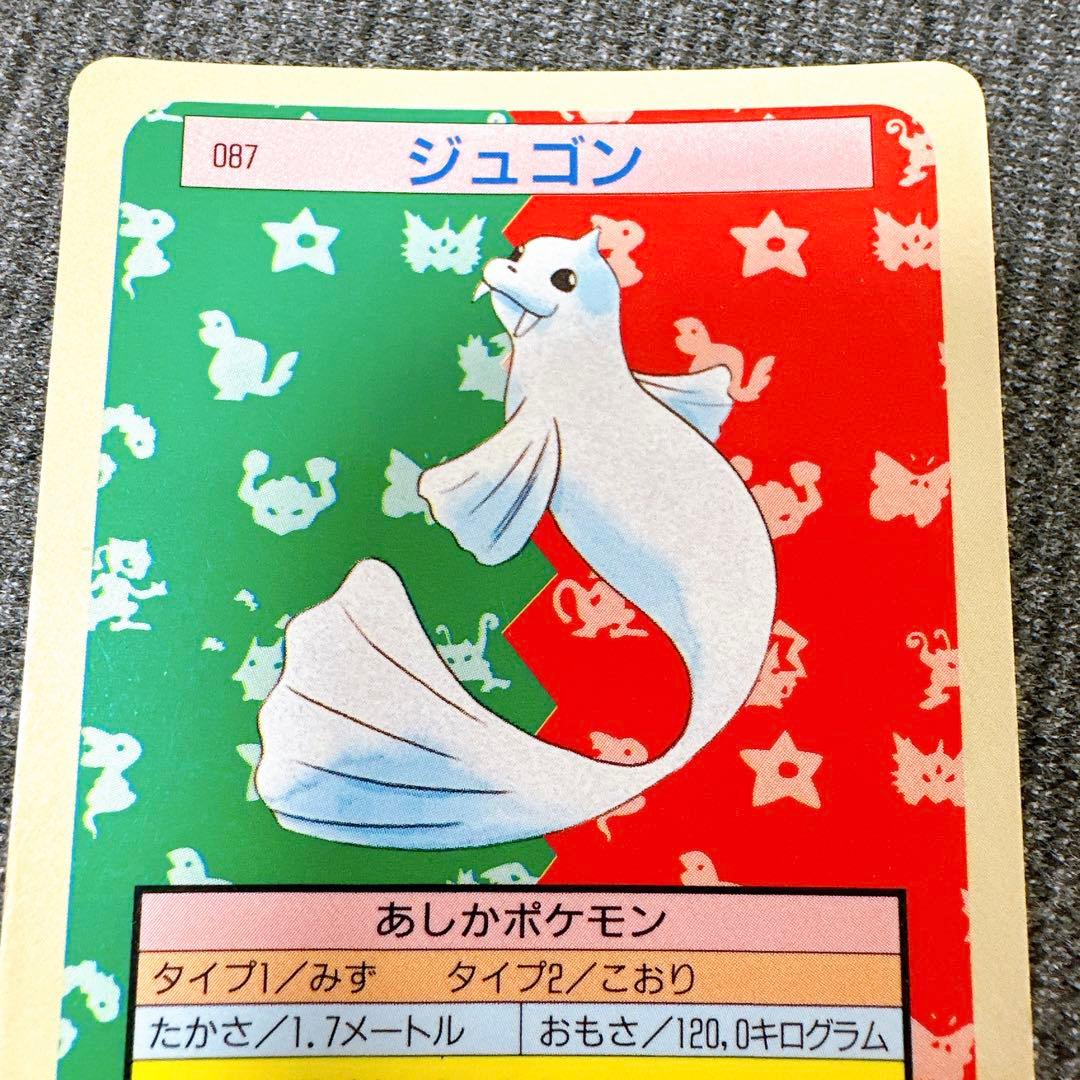 087 ジュゴン
あしかポケモン
タイプ1／みず タイプ2／こおり
たかさ／1.7メートル おもさ／120,0キログラム